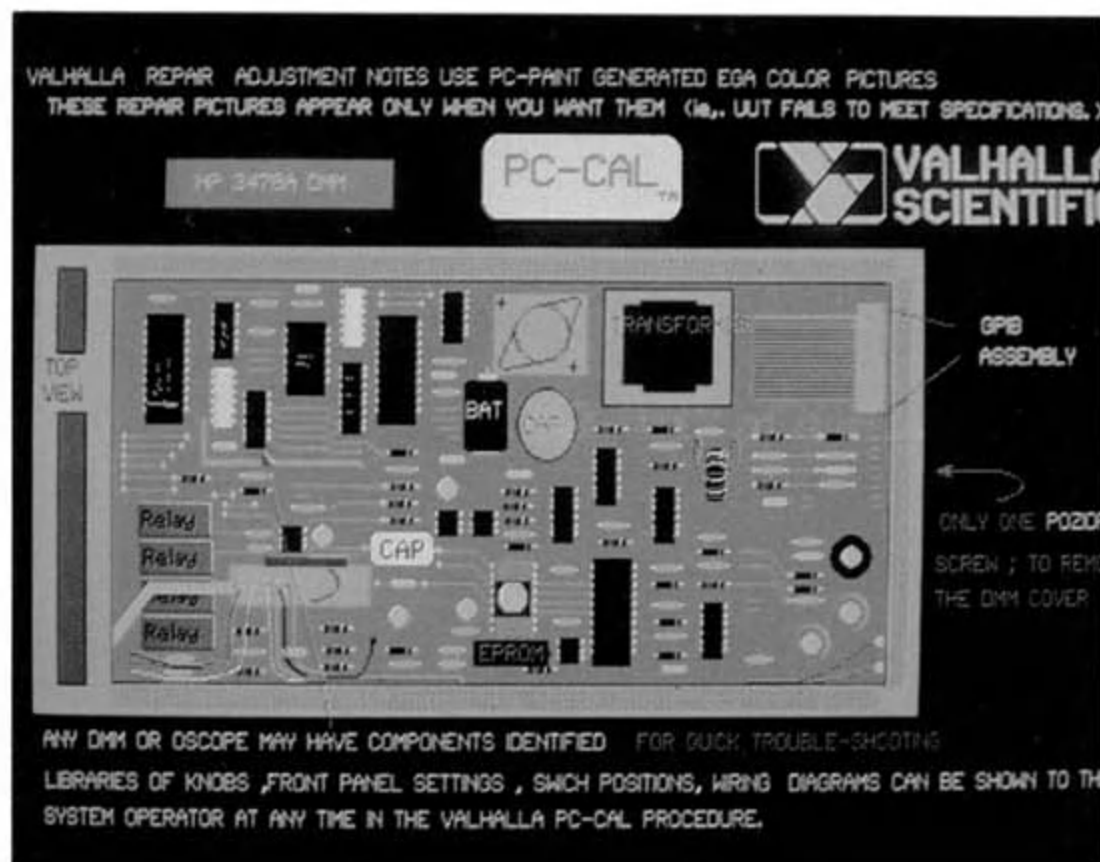 VALHALLA REPAIR ADJUSTMENT NOTES USE PC-PAINT GENERATED EGA COLOR PICTURES
THESE REPAIR PICTURES APPEAR ONLY WHEN YOU WANT THEM (ie,. UUT FAILS TO MEET SPECIFICATIONS.)
HP 3478A DMM
PC-CAL TM
VALHALLA
SCIENTIFIC
TOP
VIEW
TRANSFORMER
GPIB
ASSEMBLY
BAT
CAP
Relay
Relay
Relay
Relay
CAP
EPROM
ONLY ONE POZIDR
SCREW ; TO REMO
THE DMM COVER
ANY DMM OR OSCOPE MAY HAVE COMPONENTS IDENTIFIED FOR QUICK TROUBLE-SHOOTING
LIBRARIES OF KNOBS ,FRONT PANEL SETTINGS , SWICH POSITIONS, WIRING DIAGRAMS CAN BE SHOWN TO TH
SYSTEM OPERATOR AT ANY TIME IN THE VALHALLA PC-CAL PROCEDURE.